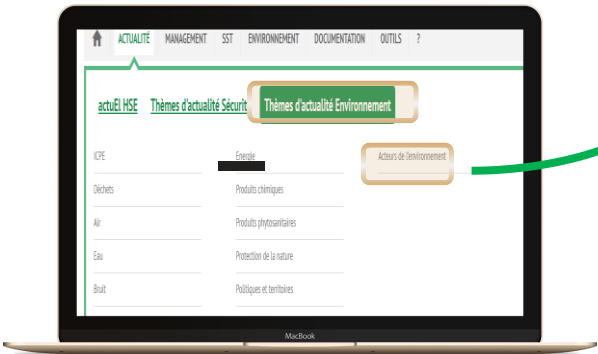 ACTUALITÉ MANAGEMENT SST ENVIRONNEMENT DOCUMENTATION OUTILS ?
actuEl HSE Thèmes d'actualité Sécurit Thèmes d'actualité Environnement
ICPE Energie Acteurs de l'environnement
Déchets Produits chimiques
Air Produits phytosanitaires
Eau Protection de la nature
Bruit Politiques et territoires
MacBook